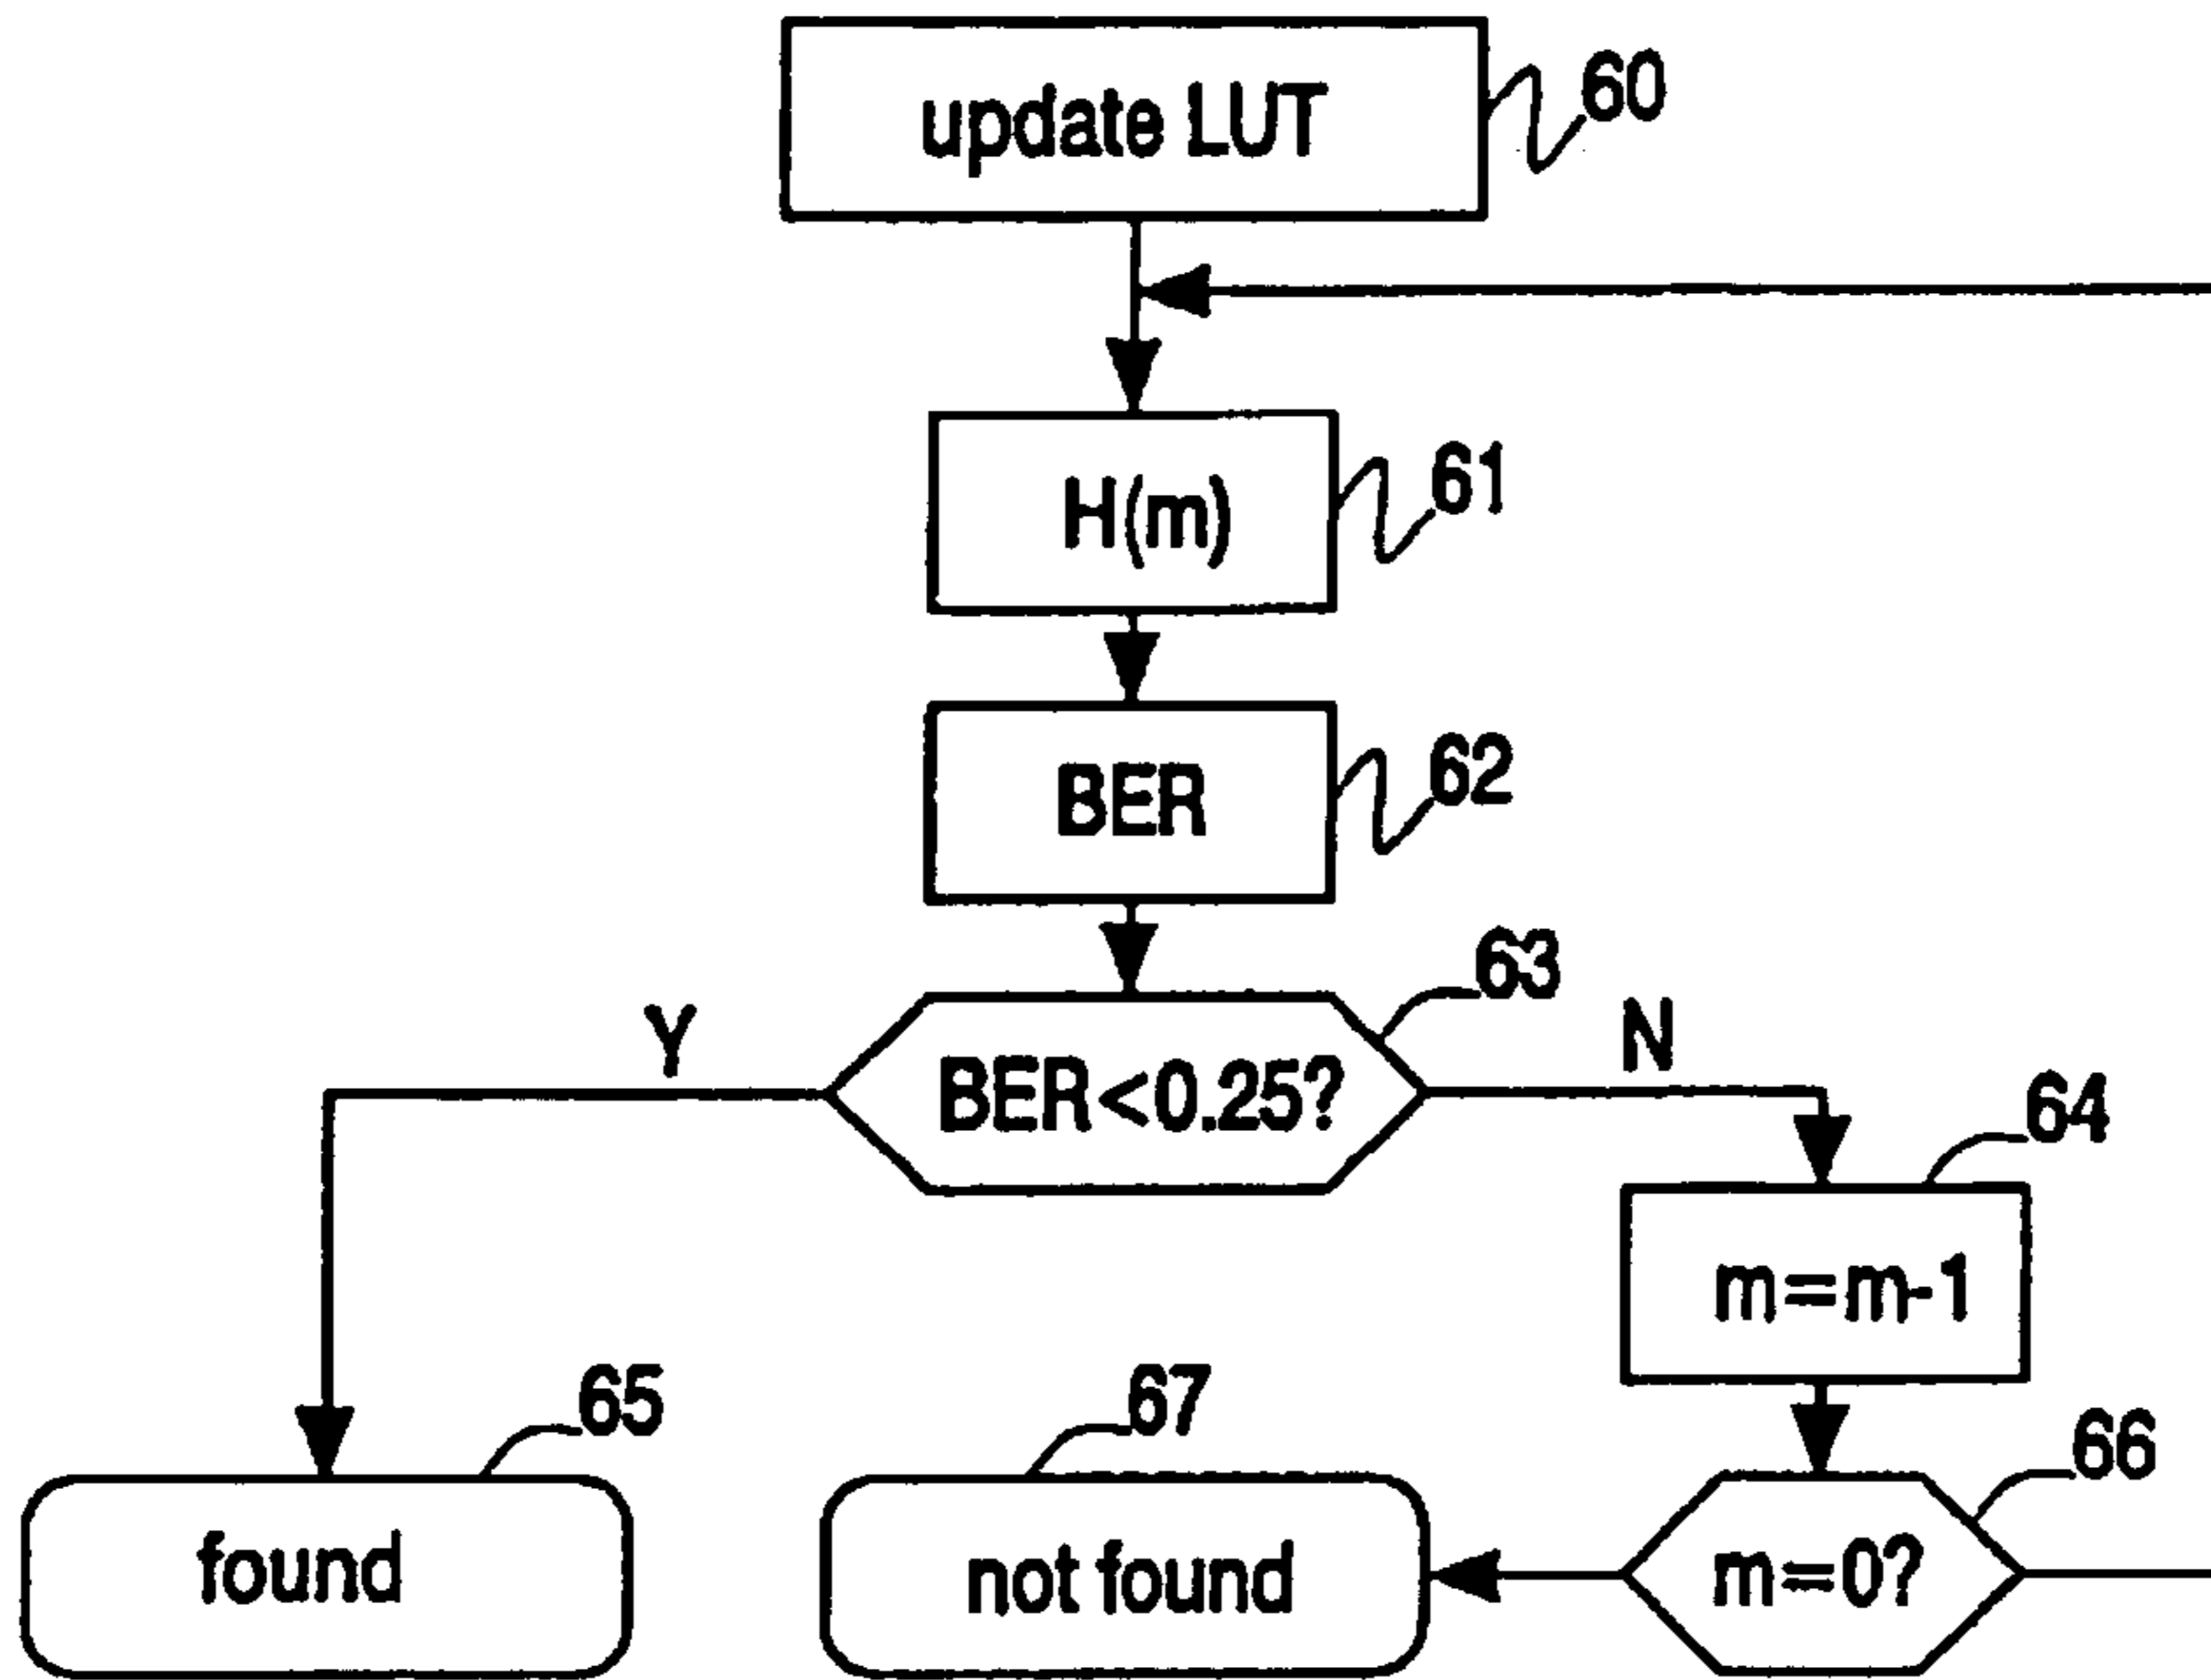 update LUT
60
H(m)
61
BER
62
63
Y
BER<0.25?
N
64
m=m-1
65
67
66
found
not found
m=0?